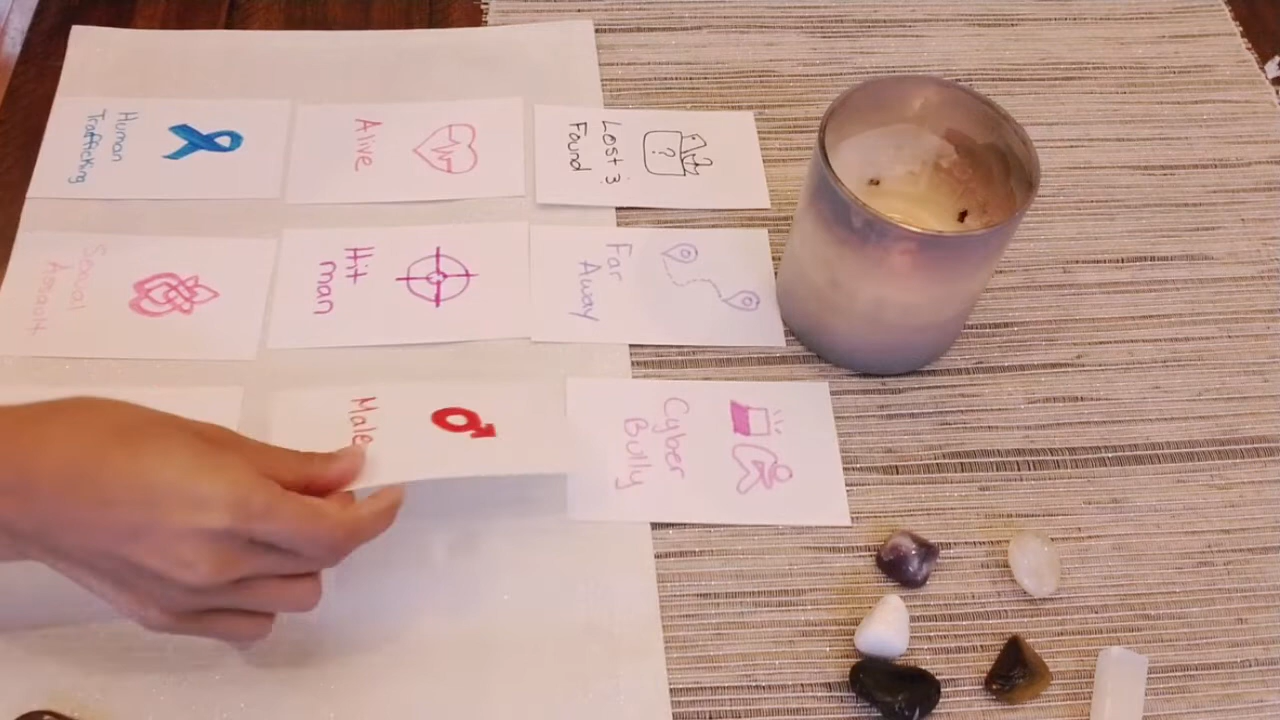 Human
Trafficking
Alive
Lost &
Found
?
Sexual
Assault
Hit
man
Far
Away
Male
Cyber
Bully